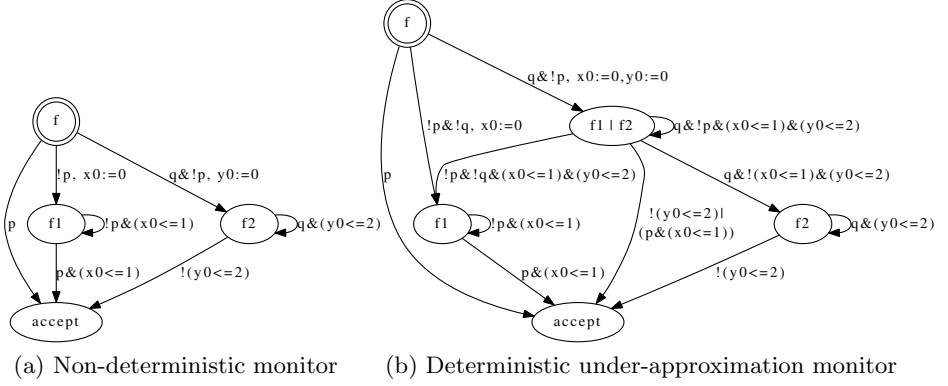 f
!p, x0:=0
q&!p, y0:=0
p
f1
!p&(x0<=1)
f2
q&(y0<=2)
p&(x0<=1)
!(y0<=2)
accept
(a) Non-deterministic monitor
f
q&!p, x0:=0,y0:=0
!p&!q, x0:=0
f1 | f2
q&!p&(x0<=1)&(y0<=2)
p
!p&!q&(x0<=1)&(y0<=2)
q&!(x0<=1)&(y0<=2)
f1
!p&(x0<=1)
!(y0<=2)|
(p&(x0<=1))
f2
q&(y0<=2)
p&(x0<=1)
!(y0<=2)
accept
(b) Deterministic under-approximation monitor